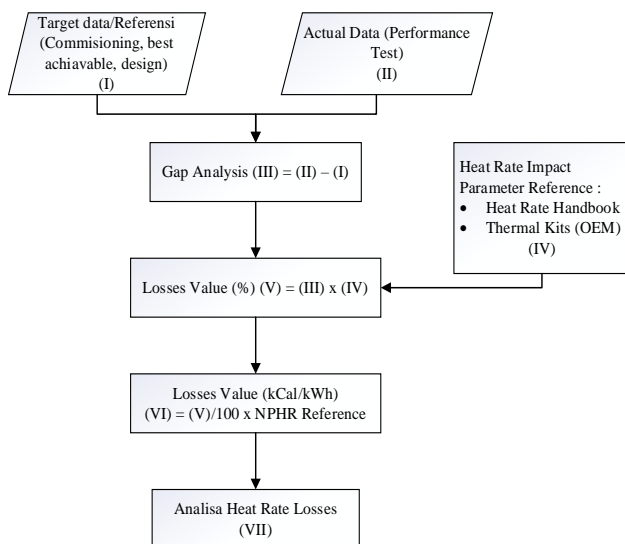 Target data/Referensi
(Commisioning, best
achiavable, design)
(I)
Actual Data (Performance
Test)
(II)
Gap Analysis (III) = (II) – (I)
Heat Rate Impact
Parameter Reference :
• Heat Rate Handbook
• Thermal Kits (OEM)
(IV)
Losses Value (%) (V) = (III) x (IV)
Losses Value (kCal/kWh)
(VI) = (V)/100 x NPHR Reference
Analisa Heat Rate Losses
(VII)